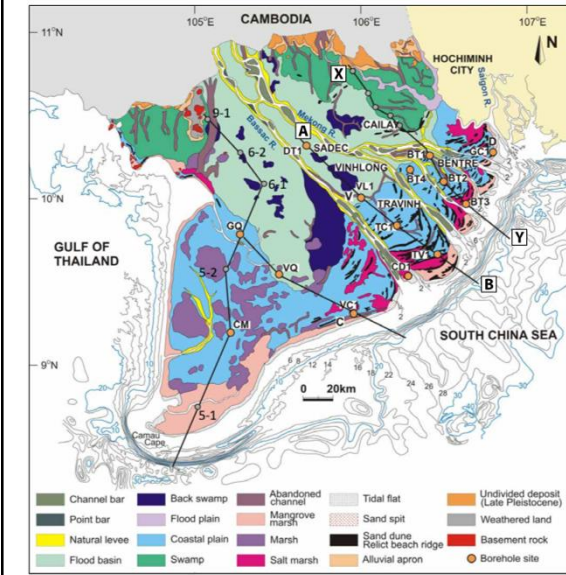 105°E
106°E
107°E
CAMBODIA
11°N
N
HOCHIMINH
CITY
X
Saigon R.
9-1
Mekong R.
CAILAY
A
Bassac R.
6-2
DT1
SADEC
D
GC1
BT1
BENTRE
VINHLONG
6-1
BT4
BT2
VL1
10°N
V
TRAVINH
BT3
GQ
TC1
Y
GULF OF
THAILAND
5-2
VQ
TV1
CD1
B
VC1
C
CM
SOUTH CHINA SEA
9°N
0 20km
5-1
Camau
Cape
Channel bar
Back swamp
Abandoned
channel
Tidal flat
Undivided deposit
(Late Pleistocene)
Point bar
Flood plain
Mangrove
marsh
Sand spit
Weathered land
Natural levee
Coastal plain
Marsh
Sand dune
Relict beach ridge
Basement rock
Flood basin
Swamp
Salt marsh
Alluvial apron
Borehole site